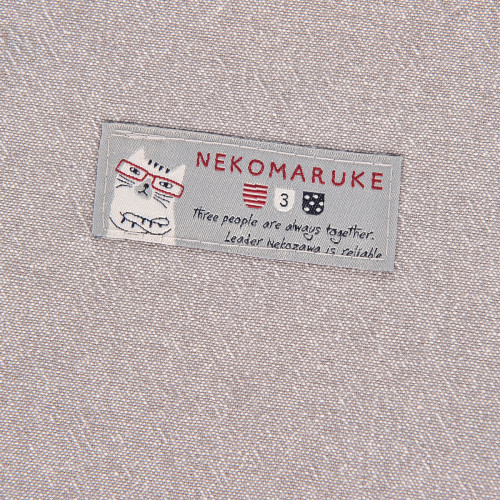 NEKOMARUKE
3
Three people are always together.
Leader Nekozawa is reliable